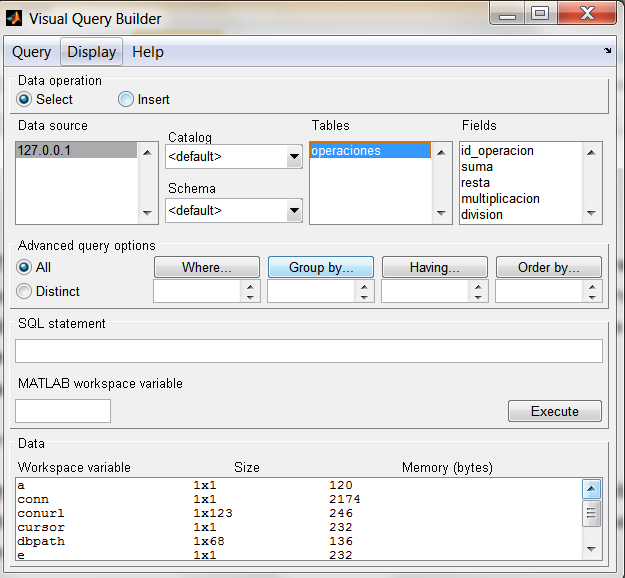 Visual Query Builder
Query Display Help
Data operation
Select Insert
Data source Catalog Tables Fields
127.0.0.1 <default> operaciones id_operacion
suma
Schema resta
<default> multiplicacion
division
Advanced query options
All Where... Group by... Having... Order by...
Distinct
SQL statement
MATLAB workspace variable
Execute
Data
Workspace variable Size Memory (bytes)
a 1x1 120
conn 1x1 2174
conurl 1x123 246
cursor 1x1 232
dbpath 1x68 136
e 1x1 232